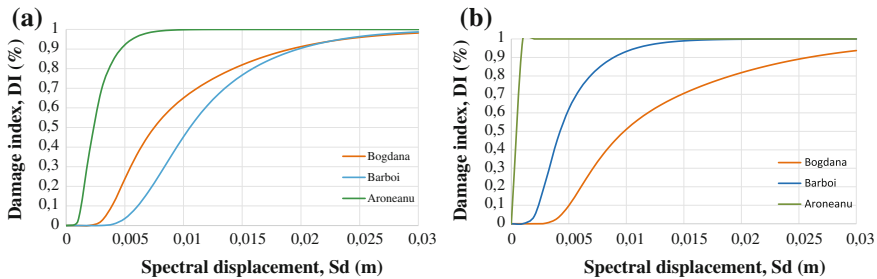 (a)
Damage index, DI (%)
1
0,9
0,8
0,7
0,6
0,5
0,4
0,3
0,2
0,1
0
Bogdana
Barboi
Aroneanu
0 0,005 0,01 0,015 0,02 0,025 0,03
Spectral displacement, Sd (m)
(b)
Damage index, DI (%)
1
0,9
0,8
0,7
0,6
0,5
0,4
0,3
0,2
0,1
0
Bogdana
Barboi
Aroneanu
0 0,005 0,01 0,015 0,02 0,025 0,03
Spectral displacement, Sd (m)